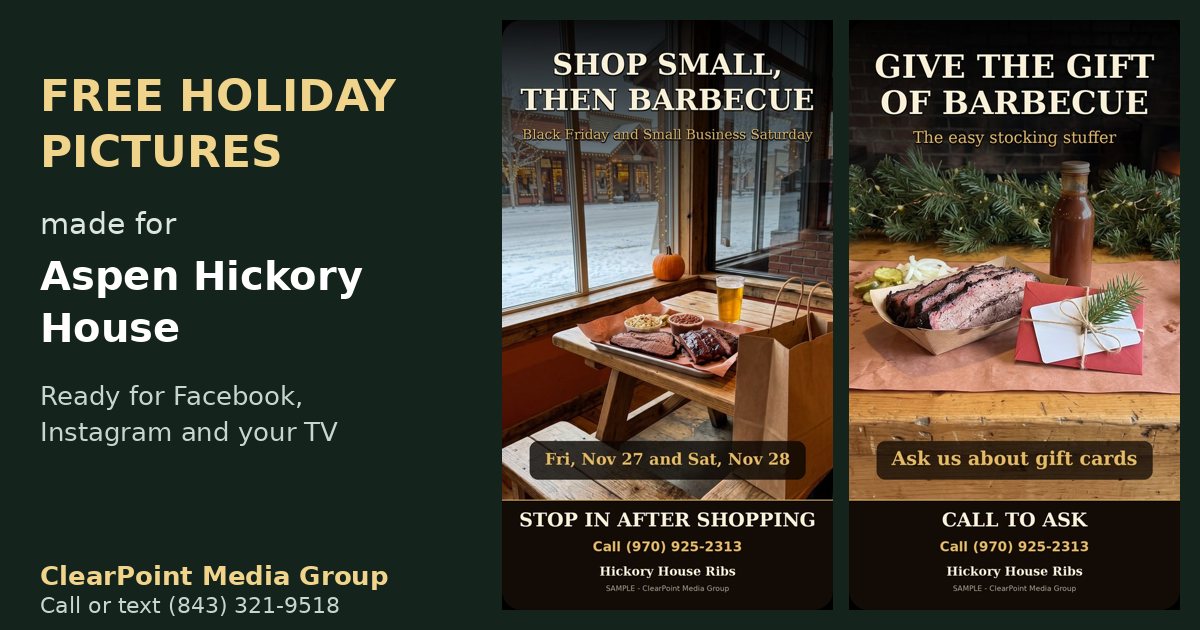 FREE HOLIDAY
PICTURES
made for
Aspen Hickory
House
Ready for Facebook,
Instagram and your TV
ClearPoint Media Group
Call or text (843) 321-9518
SHOP SMALL,
THEN BARBECUE
Black Friday and Small Business Saturday
Fri, Nov 27 and Sat, Nov 28
STOP IN AFTER SHOPPING
Call (970) 925-2313
Hickory House Ribs
SAMPLE - ClearPoint Media Group
GIVE THE GIFT
OF BARBECUE
The easy stocking stuffer
Ask us about gift cards
CALL TO ASK
Call (970) 925-2313
Hickory House Ribs
SAMPLE - ClearPoint Media Group